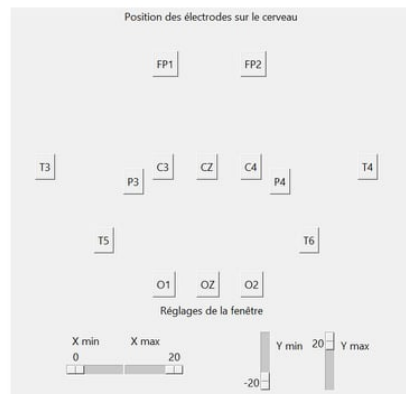 Position des électrodes sur le cerveau
FP1 FP2
T3 C3 CZ C4 T4
P3 P4
T5 T6
O1 OZ O2
Réglages de la fenêtre
X min X max
0 20
Y min 20 Y max
-20